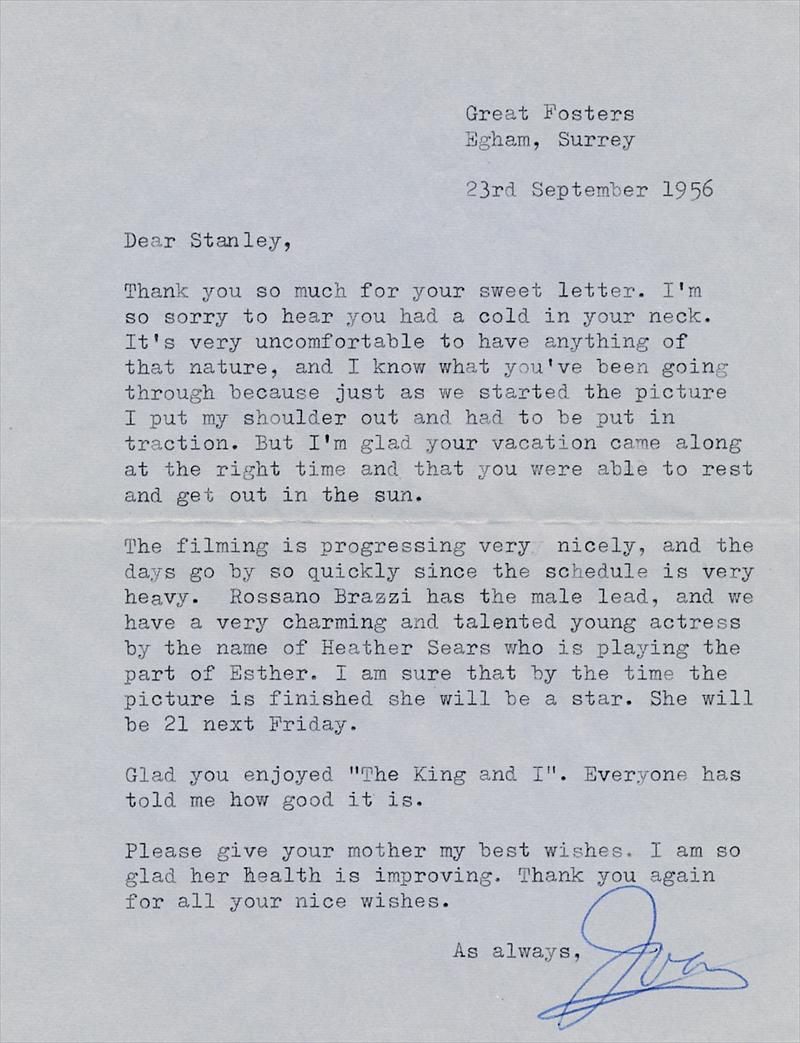 Great Fosters
Egham, Surrey
23rd September 1956
Dear Stanley,
Thank you so much for your sweet letter. I'm
so sorry to hear you had a cold in your neck.
It's very uncomfortable to have anything of
that nature, and I know what you've been going
through because just as we started the picture
I put my shoulder out and had to be put in
traction. But I'm glad your vacation came along
at the right time and that you were able to rest
and get out in the sun.
The filming is progressing very nicely, and the
days go by so quickly since the schedule is very
heavy. Rossano Brazzi has the male lead, and we
have a very charming and talented young actress
by the name of Heather Sears who is playing the
part of Esther. I am sure that by the time the
picture is finished she will be a star. She will
be 21 next Friday.
Glad you enjoyed "The King and I". Everyone has
told me how good it is.
Please give your mother my best wishes. I am so
glad her health is improving. Thank you again
for all your nice wishes.
As always,
Joan